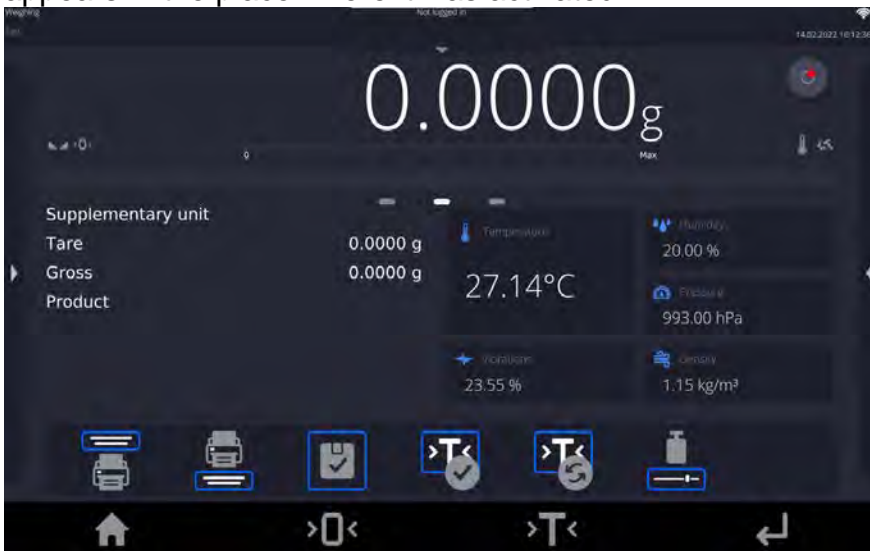 Weighing
Not logged in
14.02.2022 10:12:36
0.0000 g
0
Max
Supplementary unit
Tare 0.0000 g
Gross 0.0000 g
Product
Temperature
27.14°C
Humidity
20.00 %
Pressure
993.00 hPa
Vibrations
23.55 %
Density
1.15 kg/m³
>T<
>T<
>0<
>T<